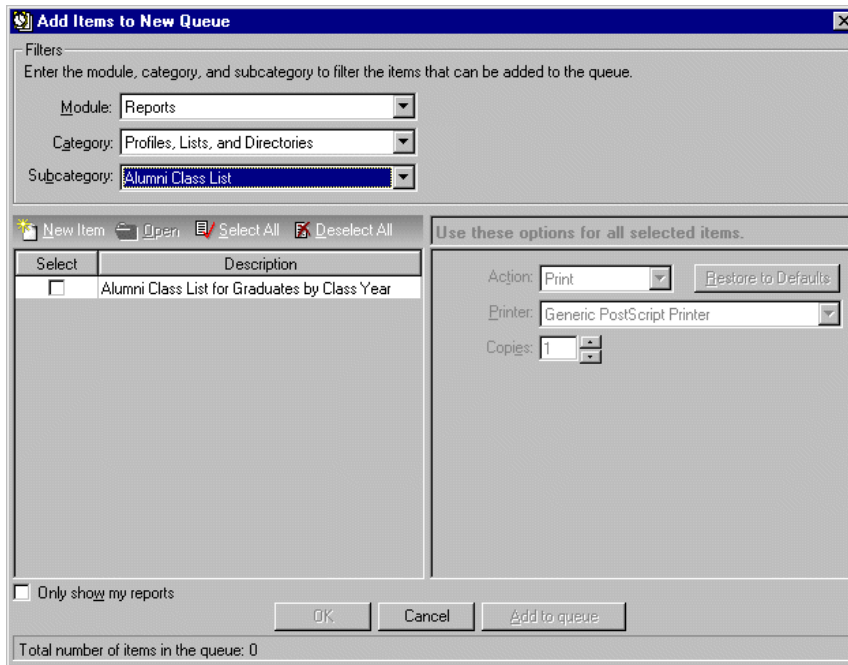 Add Items to New Queue
Filters
Enter the module, category, and subcategory to filter the items that can be added to the queue.
Module: Reports
Category: Profiles, Lists, and Directories
Subcategory: Alumni Class List
New Item Open Select All Deselect All
Use these options for all selected items.
Select Description
Alumni Class List for Graduates by Class Year
Action: Print Restore to Defaults
Printer: Generic PostScript Printer
Copies: 1
Only show my reports
OK Cancel Add to queue
Total number of items in the queue: 0